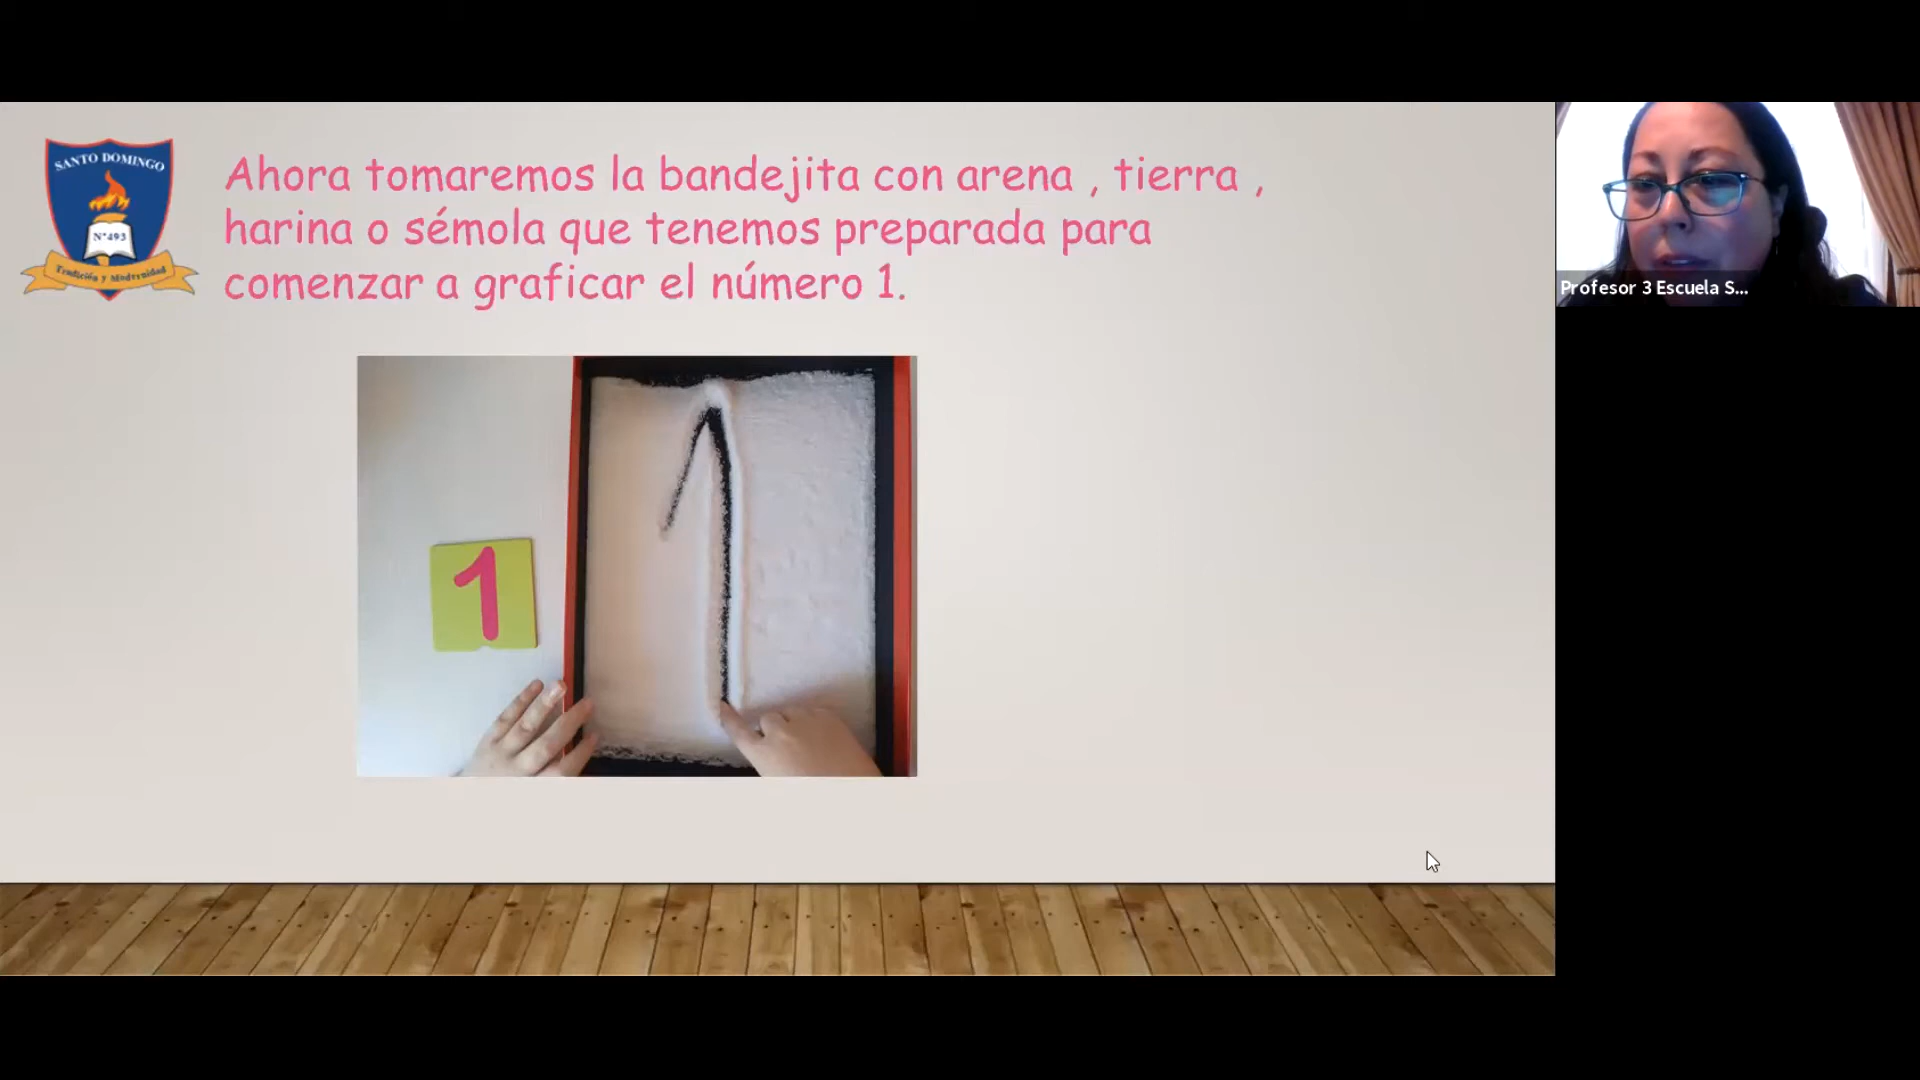 SANTO DOMINGO
N°493
Tradición y Modernidad
Ahora tomaremos la bandejita con arena , tierra ,
harina o sémola que tenemos preparada para
comenzar a graficar el número 1.
1
1
Profesor 3 Escuela S...